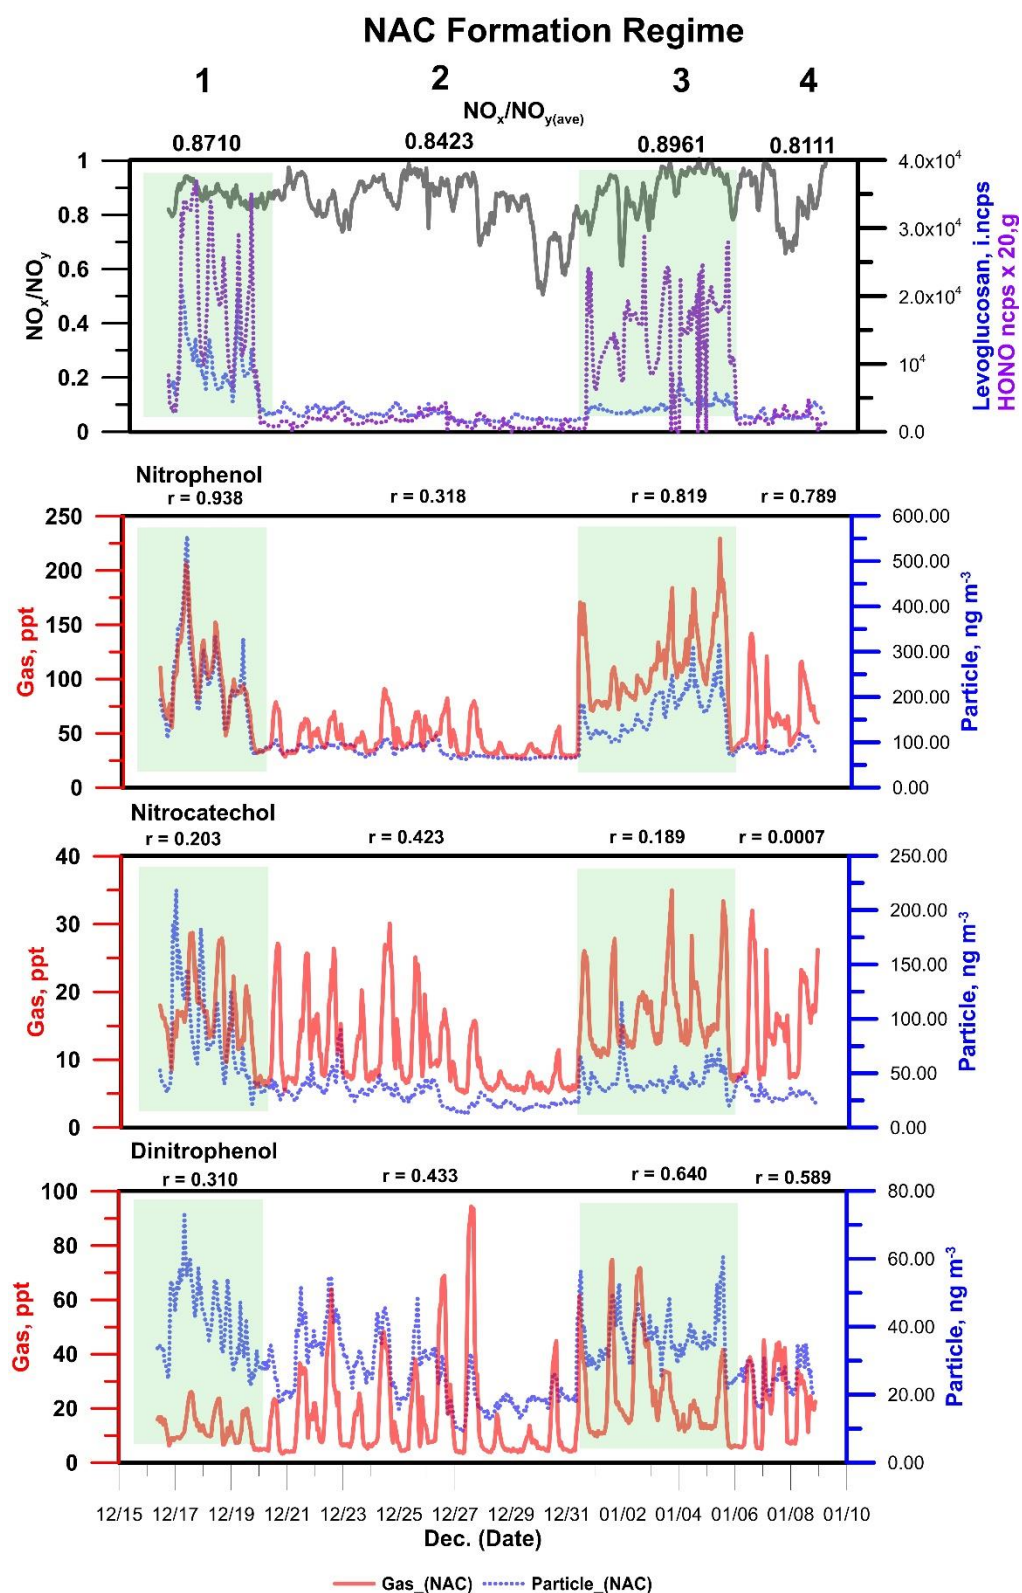 NAC Formation Regime
1 2 3 4
NOx/NOy(ave)
0.8710 0.8423 0.8961 0.8111
1 4.0x10⁴
0.8 3.0x10⁴
0.6 2.0x10⁴
0.4 10⁴
0.2 0.0
0
NOx/NOy
Levoglucosan, i.ncps
HONO ncps x 20,g
Nitrophenol
r = 0.938 r = 0.318 r = 0.819 r = 0.789
250 600.00
200 500.00
150 400.00
100 300.00
50 200.00
0 100.00
0.00
Gas, ppt
Particle, ng m⁻³
Nitrocatechol
r = 0.203 r = 0.423 r = 0.189 r = 0.0007
40 250.00
30 200.00
20 150.00
10 100.00
0 50.00
0.00
Gas, ppt
Particle, ng m⁻³
Dinitrophenol
r = 0.310 r = 0.433 r = 0.640 r = 0.589
100 80.00
80 60.00
60 40.00
40 20.00
20 0.00
0
Gas, ppt
Particle, ng m⁻³
12/15 12/17 12/19 12/21 12/23 12/25 12/27 12/29 12/31 01/02 01/04 01/06 01/08 01/10
Dec. (Date)
Gas_(NAC) Particle_(NAC)